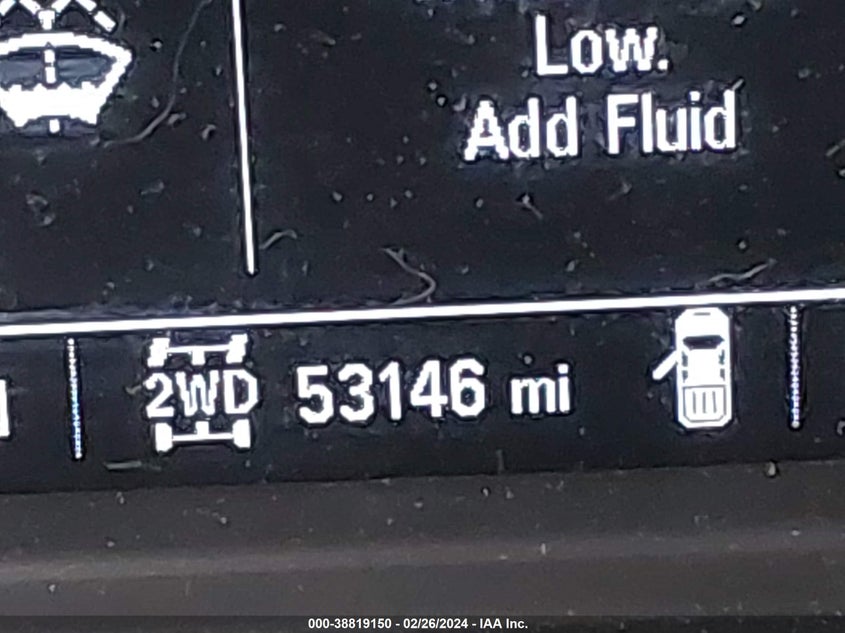 Low.
Add Fluid
2WD 53146 mi
000-38819150 - 02/26/2024 - IAA Inc.